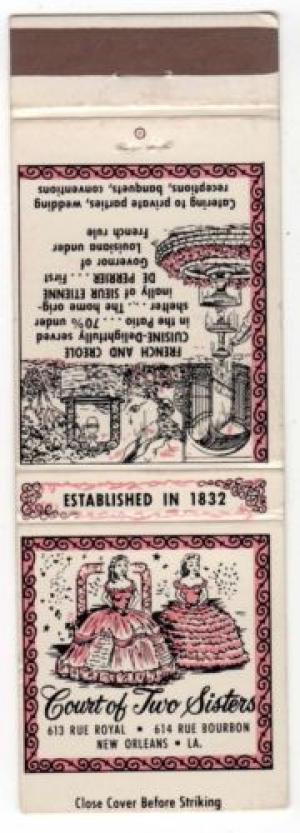 FRENCH AND CREOLE
CUISINE-Delightfully served
in the Patio .... 70% under
shelter .... The home orig-
inally of SIEUR ETIENNE
DE PERRIER .... First
Governor of
Louisiana under
French rule
Catering to private parties, wedding
receptions, banquets, conventions
ESTABLISHED IN 1832
Court of Two Sisters
613 RUE ROYAL • 614 RUE BOURBON
NEW ORLEANS • LA.
Close Cover Before Striking